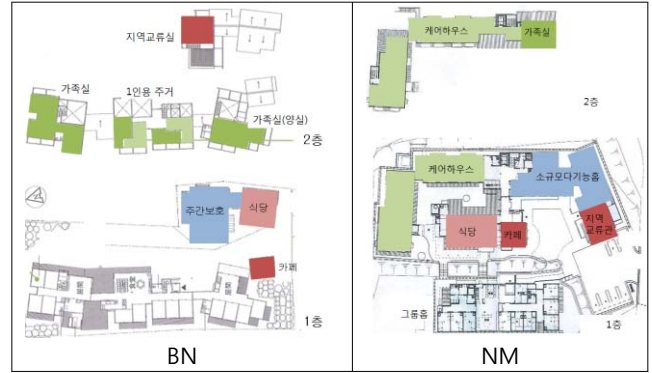 지역교류실
가족실
1인용 주거
가족실(양실)
2층
주간보호
식당
카페
1층
BN
케어하우스
가족실
2층
케어하우스
소규모다기능홈
지역
교류관
식당
카페
그룹홈
1층
NM